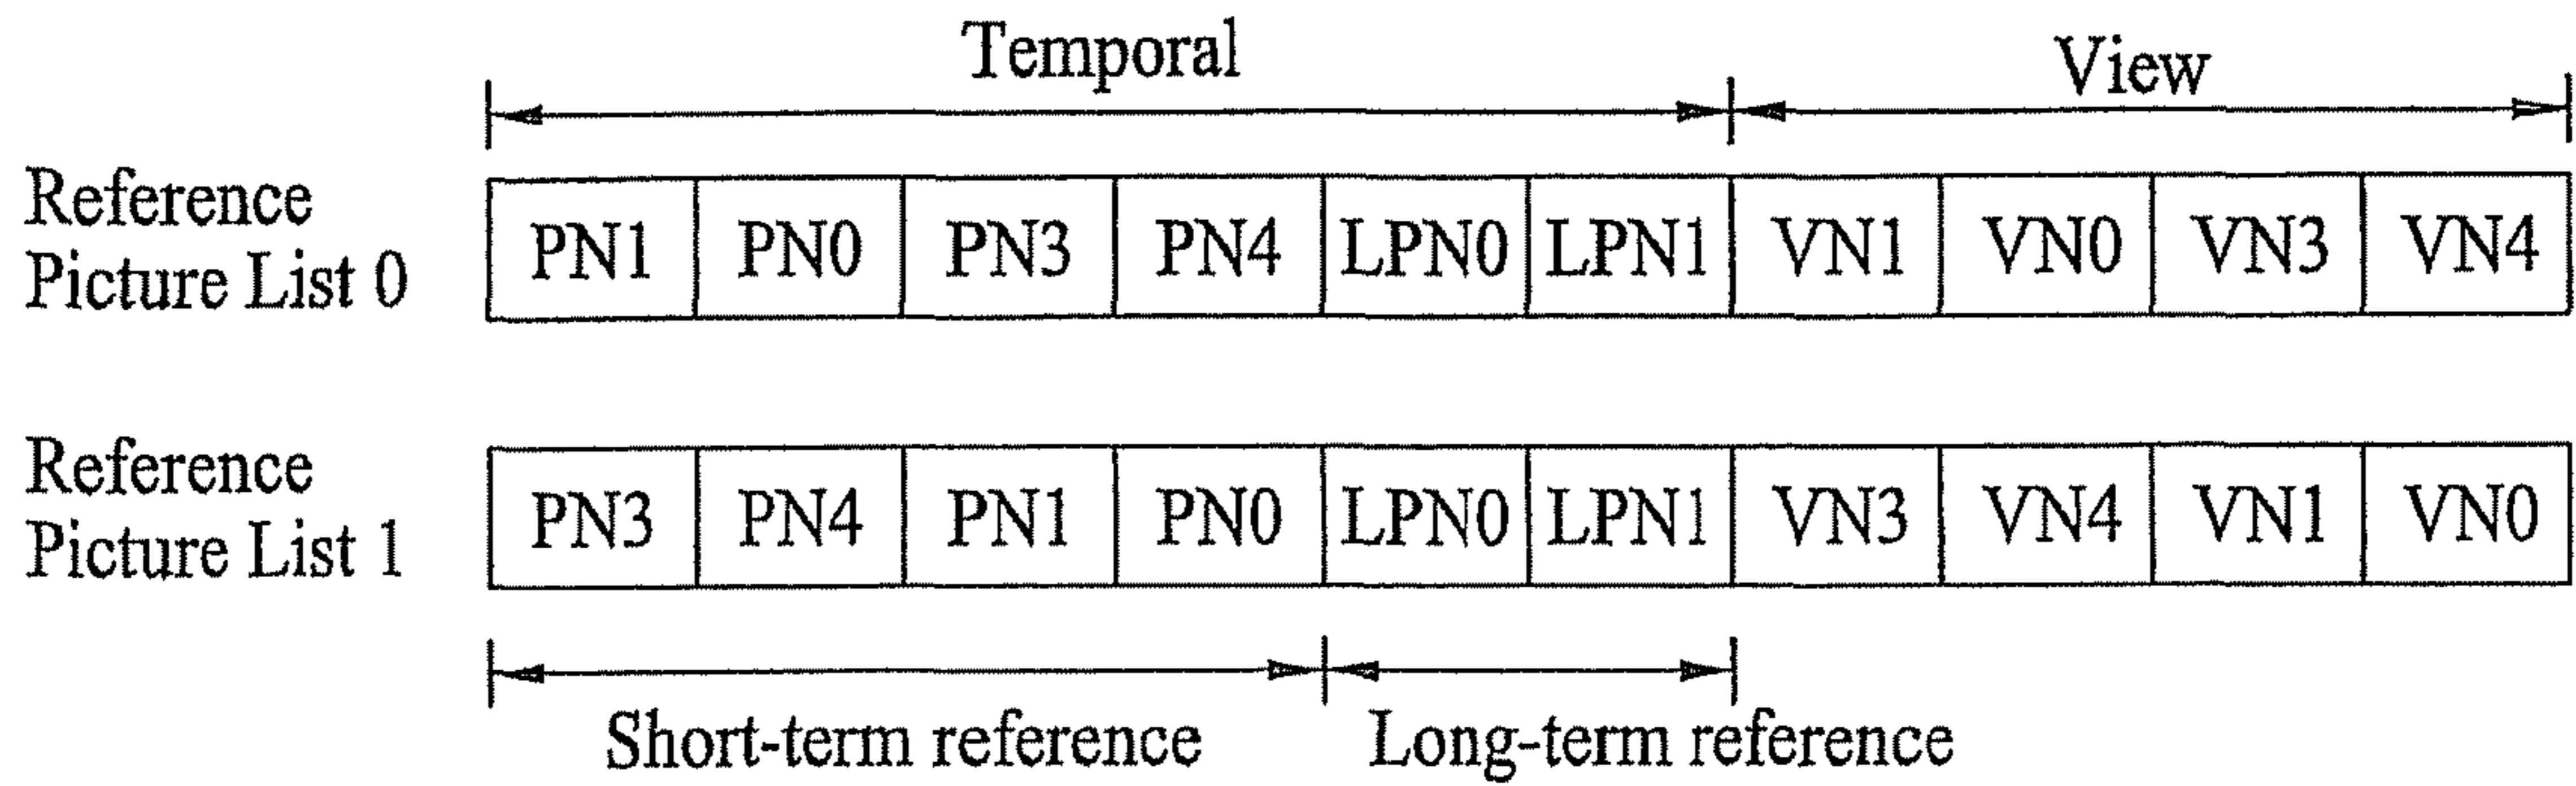 Temporal View
Reference
Picture List 0
PN1 PN0 PN3 PN4 LPN0 LPN1 VN1 VN0 VN3 VN4
Reference
Picture List 1
PN3 PN4 PN1 PN0 LPN0 LPN1 VN3 VN4 VN1 VN0
Short-term reference Long-term reference